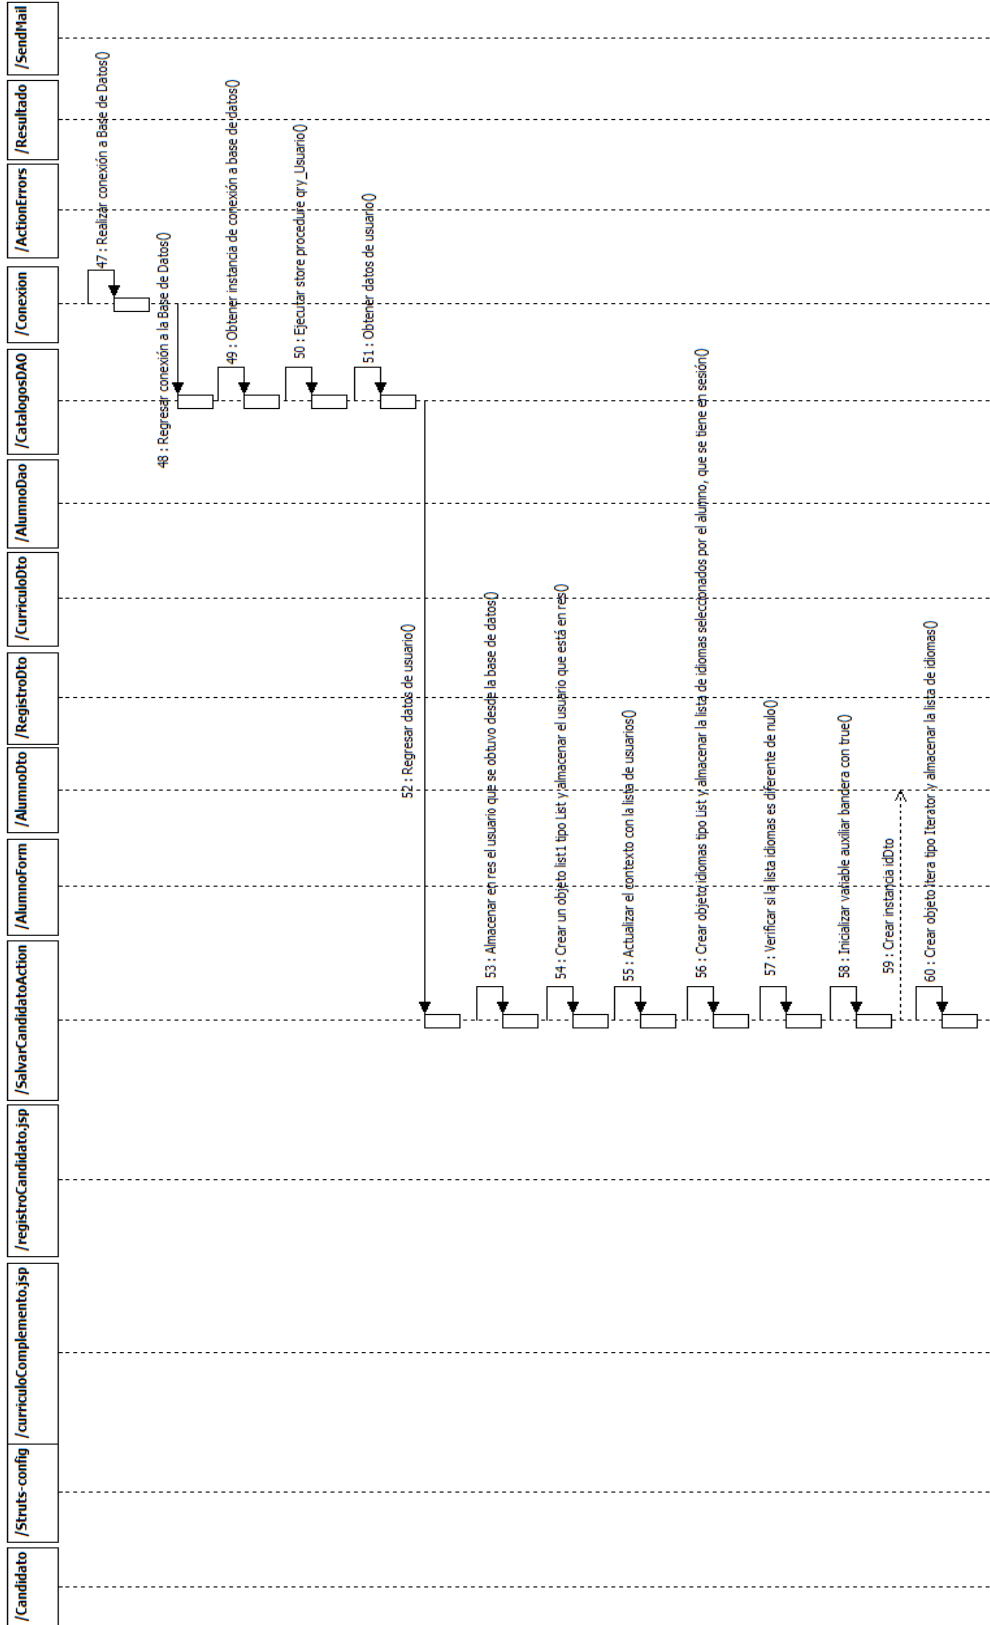 /Candidato
/Struts-config
/curriculoComplemento.jsp
/registroCandidato.jsp
/SalvarCandidatoAction
/AlumnoForm
/AlumnoDto
/RegistroDto
/CurriculoDto
/AlumnoDao
/CatalogosDAO
/Conexion
/ActionErrors
/Resultado
/SendMail
47 : Realizar conexión a Base de Datos()
48 : Regresar conexión a la Base de Datos()
49 : Obtener instancia de conexión a base de datos()
50 : Ejecutar store procedure qry_Usuario()
51 : Obtener datos de usuario()
52 : Regresar datos de usuario()
53 : Almacenar en res el usuario que se obtuvo desde la base de datos()
54 : Crear un objeto list1 tipo List y almacenar el usuario que está en res()
55 : Actualizar el contexto con la lista de usuarios()
56 : Crear objeto idiomas tipo List y almacenar la lista de idiomas seleccionados por el alumno, que se tiene en sesión()
57 : Verificar si la lista idiomas es diferente de nulo()
58 : Inicializar variable auxiliar bandera con true()
59 : Crear instancia idDto
60 : Crear objeto itera tipo Iterator y almacenar la lista de idiomas()